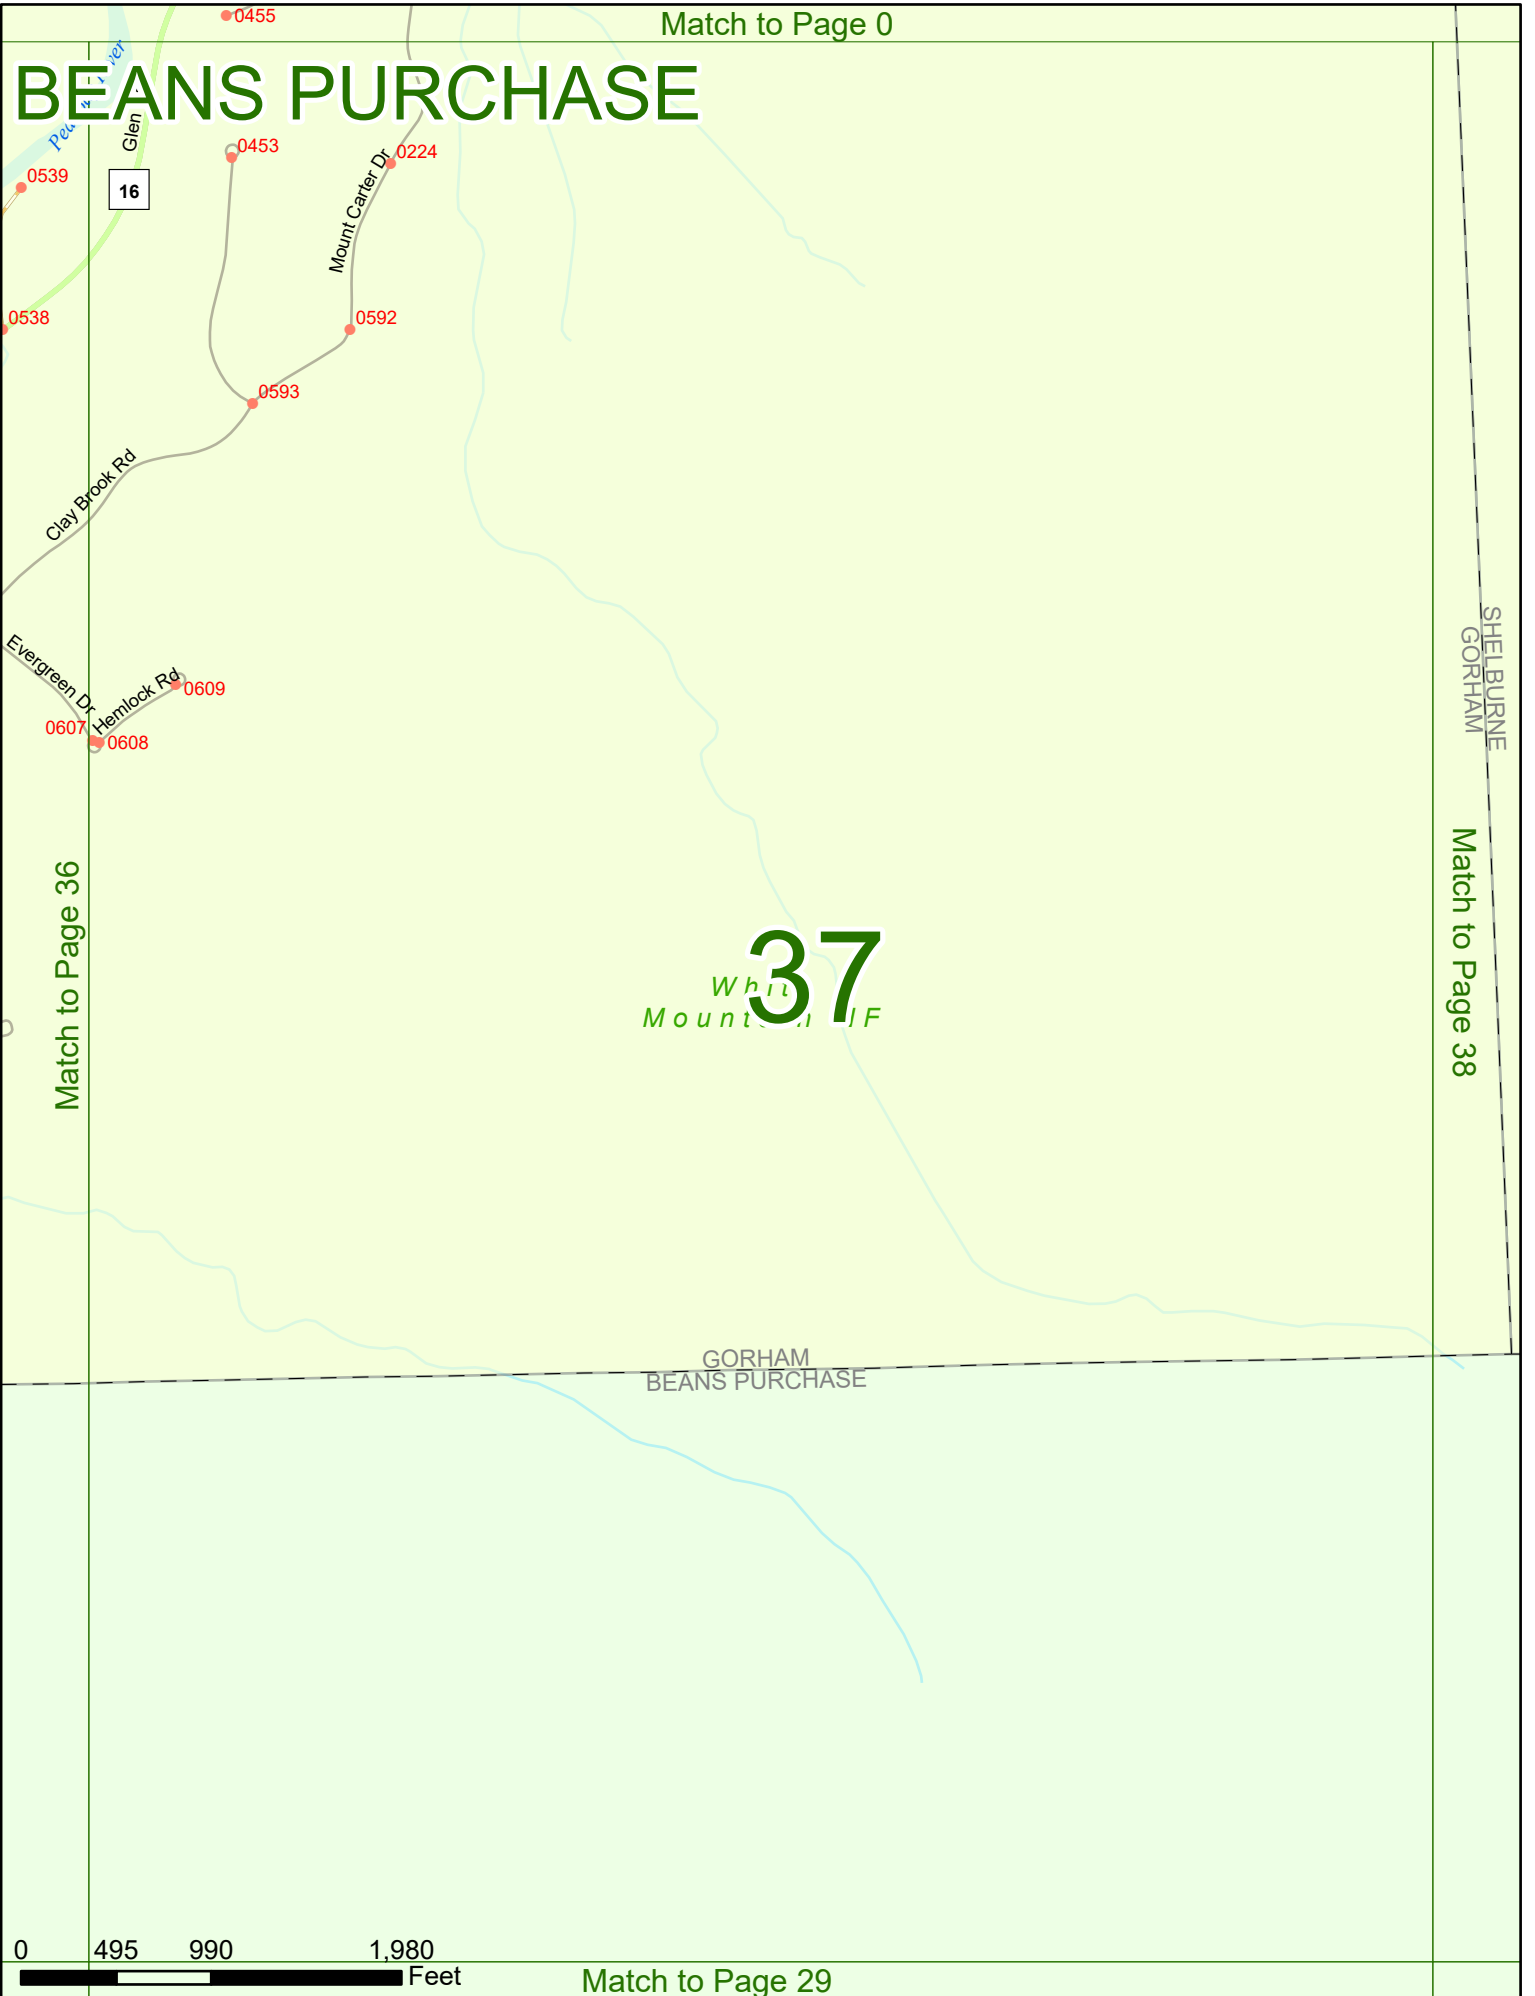 0455
Match to Page 0
BEANS PURCHASE
Glen
0453
0224
Mount Carter Dr
0539
16
0538
0592
0593
Clay Brook Rd
Evergreen Dr
Hemlock Rd
0609
0607
0608
SHELBURNE
GORHAM
Match to Page 36
Match to Page 38
37
GORHAM
BEANS PURCHASE
0 495 990 1,980
Feet
Match to Page 29